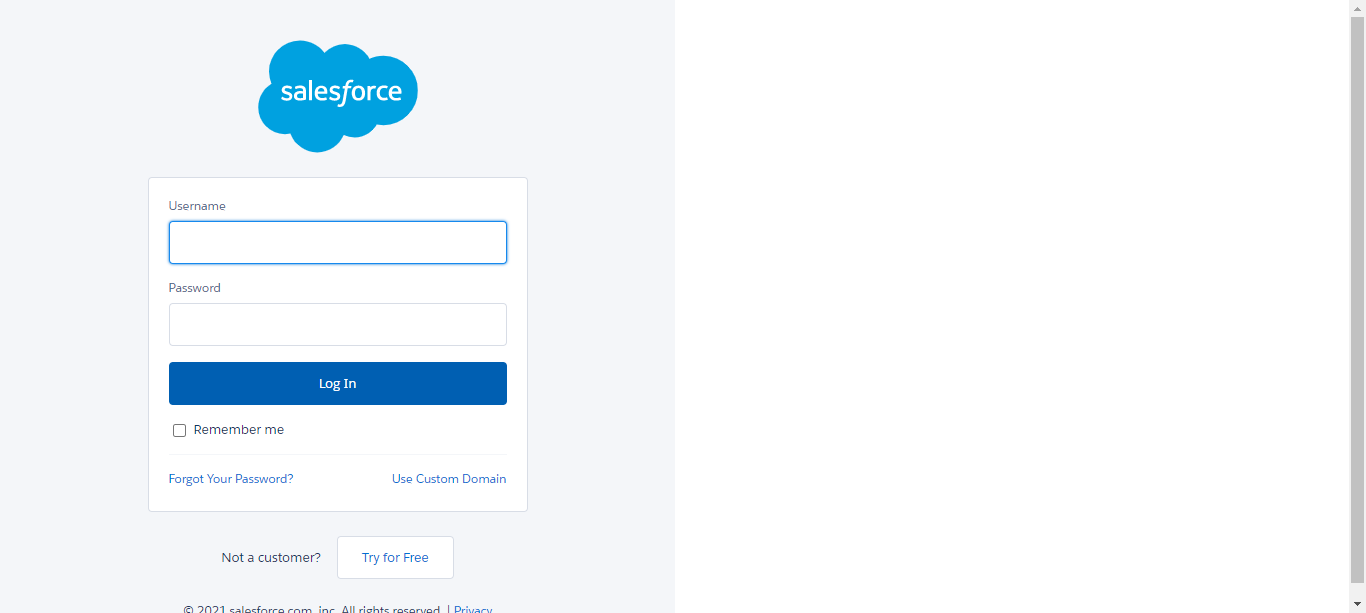 salesforce
Username
Password
Log In
Remember me
Forgot Your Password? Use Custom Domain
Not a customer? Try for Free
© 2021 salesforce.com, inc. All rights reserved. | Privacy